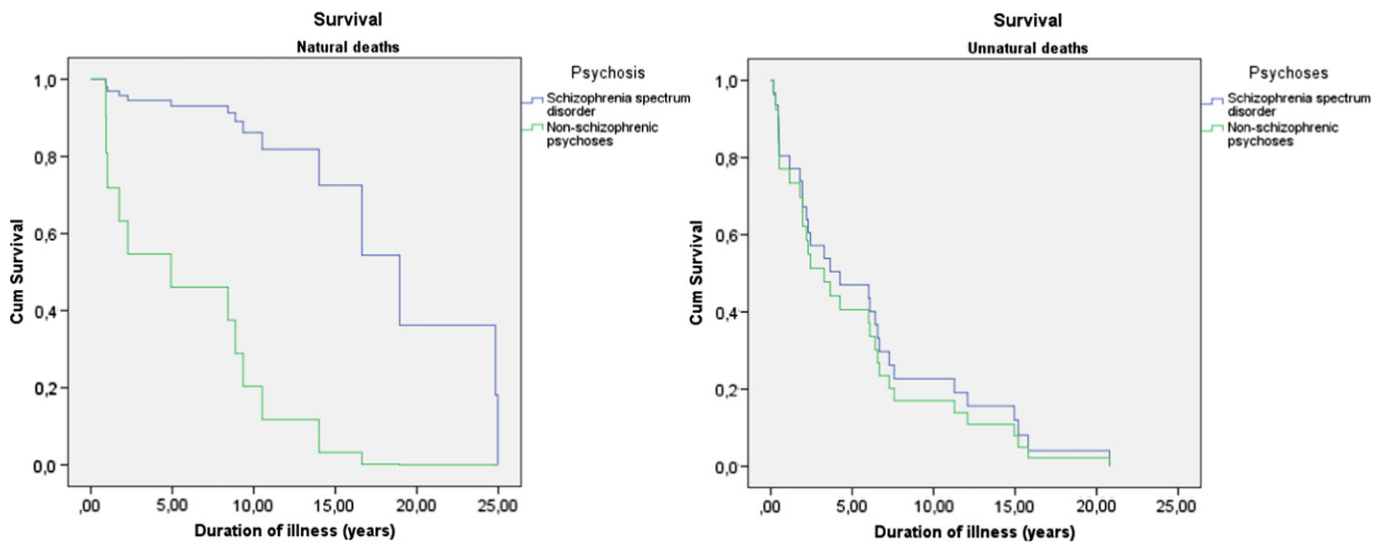 Survival
Natural deaths
1,0
0,8
0,6
0,4
0,2
0,0
Cum Survival
,00 5,00 10,00 15,00 20,00 25,00
Duration of illness (years)
Psychosis
Schizophrenia spectrum
disorder
Non-schizophrenic
psychoses
Survival
Unnatural deaths
1,0
0,8
0,6
0,4
0,2
0,0
Cum Survival
,00 5,00 10,00 15,00 20,00 25,00
Duration of illness (years)
Psychoses
Schizophrenia spectrum
disorder
Non-schizophrenic
psychoses